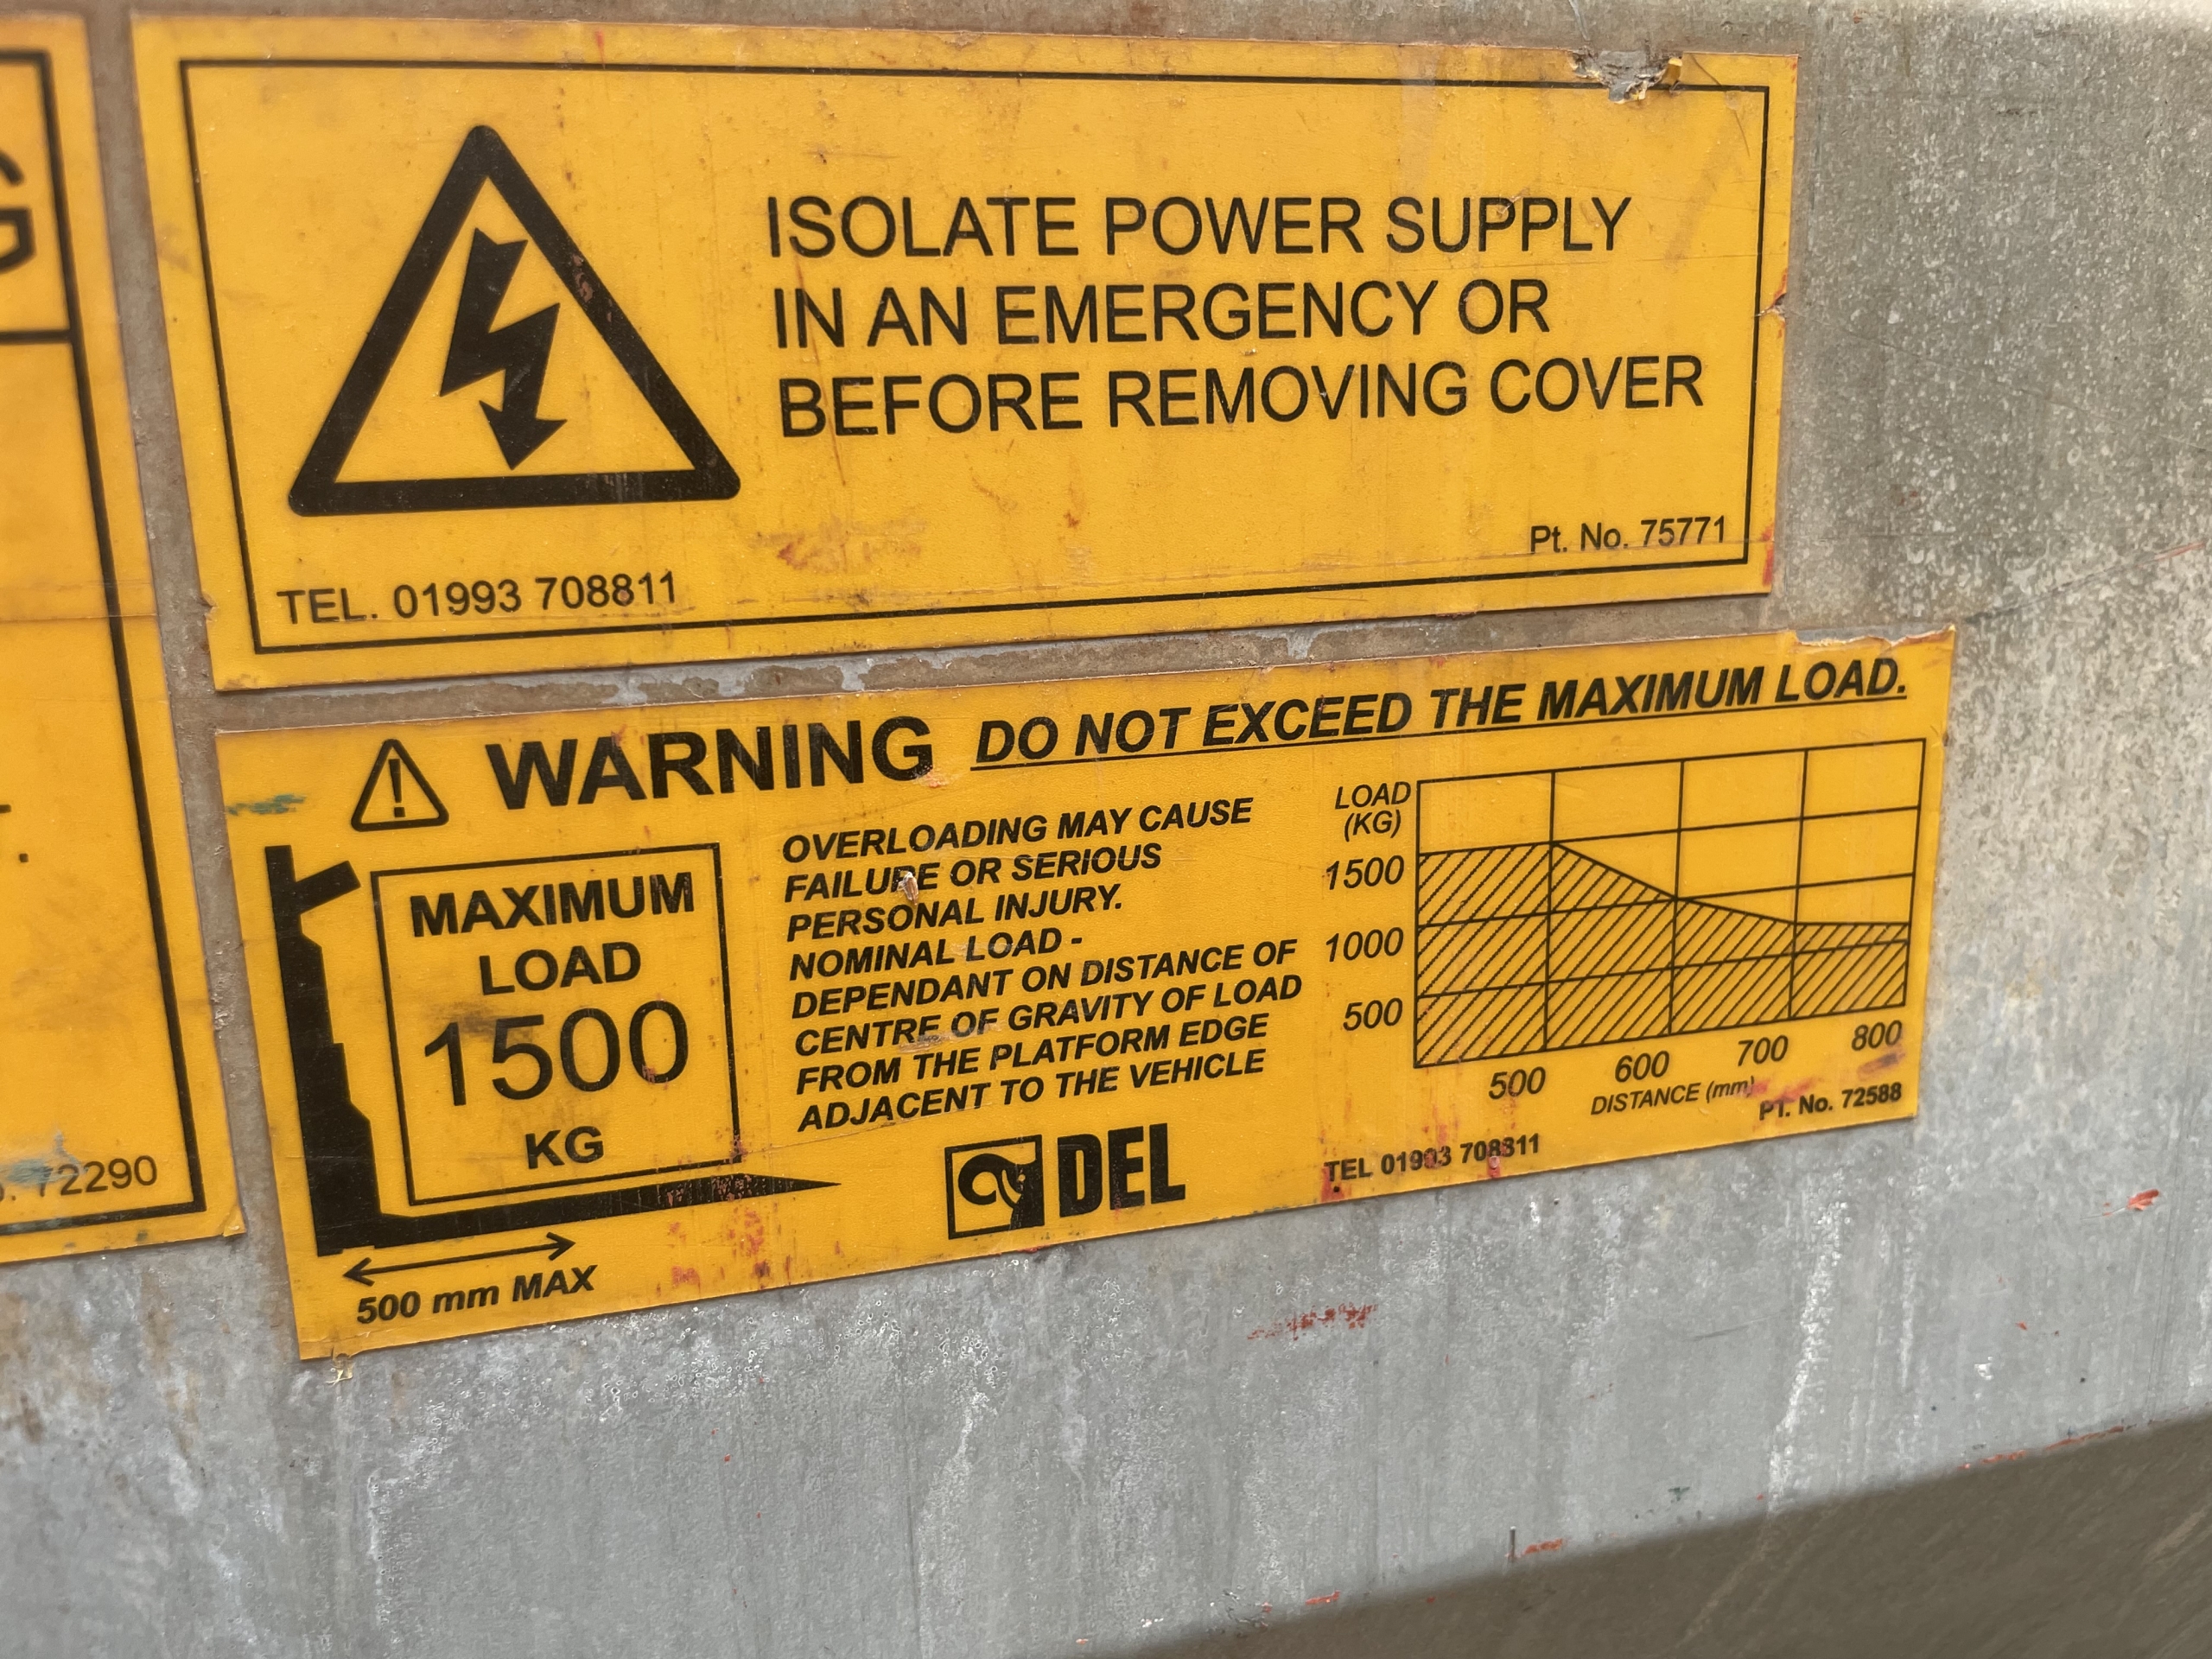 G
72290
ISOLATE POWER SUPPLY
IN AN EMERGENCY OR
BEFORE REMOVING COVER
Pt. No. 75771
TEL. 01993 708811
WARNING DO NOT EXCEED THE MAXIMUM LOAD.
MAXIMUM
LOAD
1500
KG
500 mm MAX
OVERLOADING MAY CAUSE
FAILURE OR SERIOUS
PERSONAL INJURY.
NOMINAL LOAD -
DEPENDANT ON DISTANCE OF
CENTRE OF GRAVITY OF LOAD
FROM THE PLATFORM EDGE
ADJACENT TO THE VEHICLE
DEL
LOAD
(KG)
1500
1000
500
500 600 700 800
DISTANCE (mm)
PT. No. 72588
TEL 01993 708811